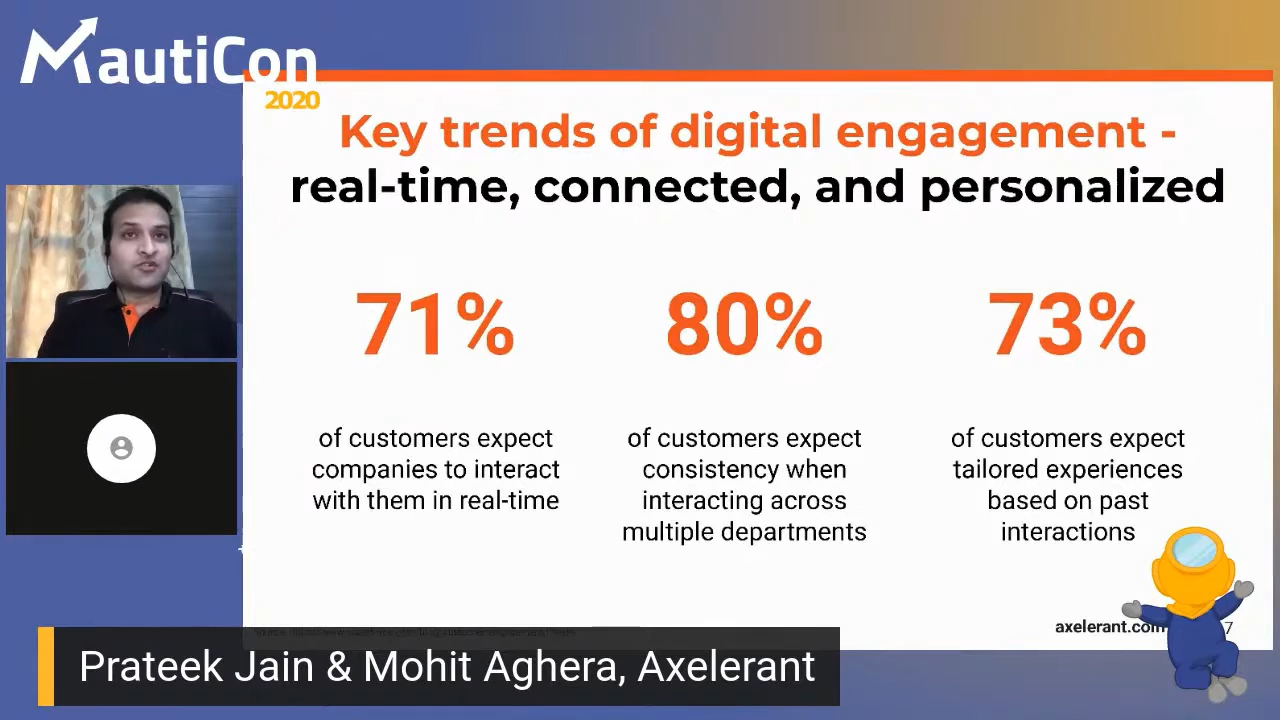 MautiCon
2020
Key trends of digital engagement -
real-time, connected, and personalized
71%
80%
73%
of customers expect
companies to interact
with them in real-time
of customers expect
consistency when
interacting across
multiple departments
of customers expect
tailored experiences
based on past
interactions
axelerant.com
7
Prateek Jain & Mohit Aghera, Axelerant